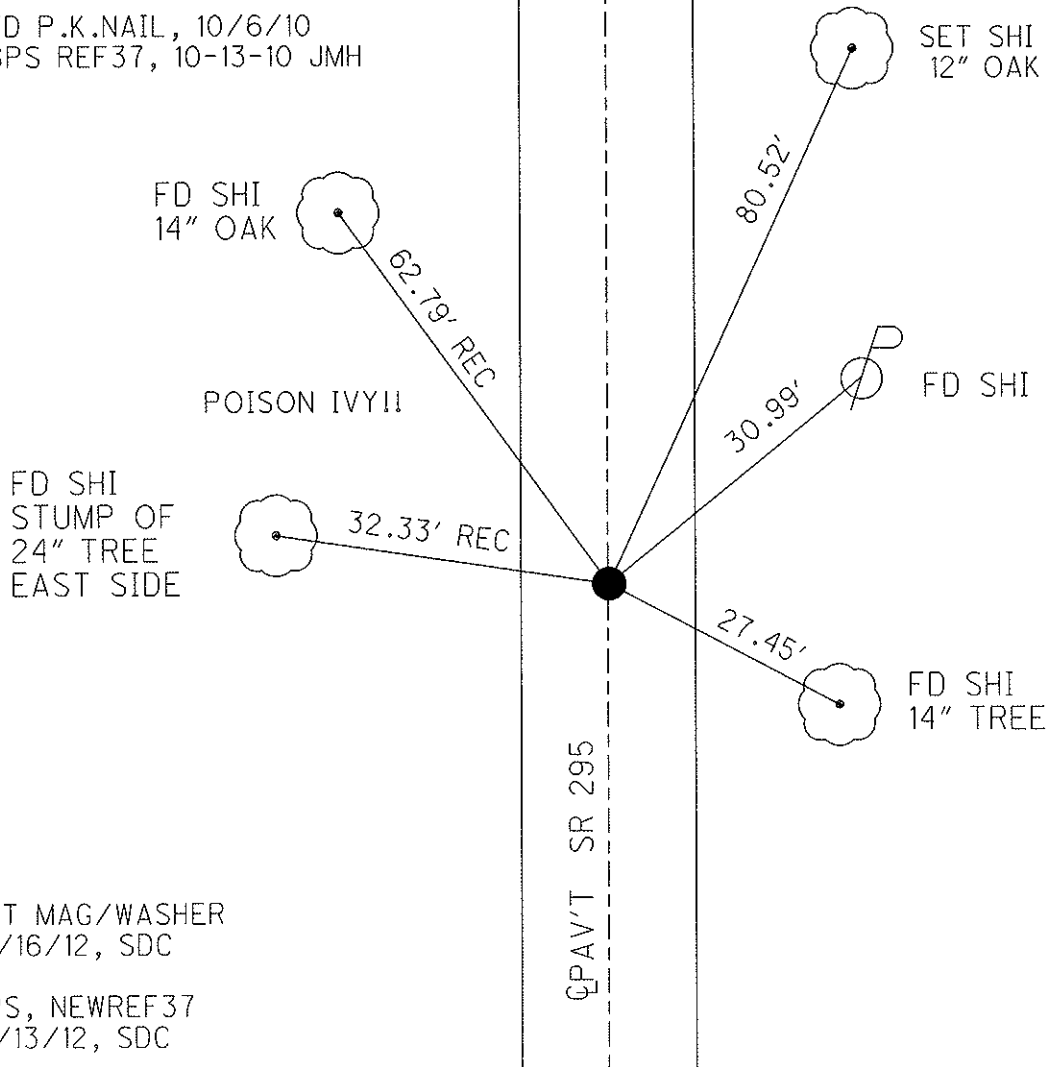 D P.K.NAIL, 10/6/10
SPS REF37, 10-13-10 JMH
SET SHI
12" OAK
FD SHI
14" OAK
80.52'
62.79' REC
POISON IVY!!
30.99'
FD SHI
FD SHI
STUMP OF
24" TREE
EAST SIDE
32.33' REC
27.45'
FD SHI
14" TREE
℄PAV'T SR 295
T MAG/WASHER
/16/12, SDC
S, NEWREF37
/13/12, SDC